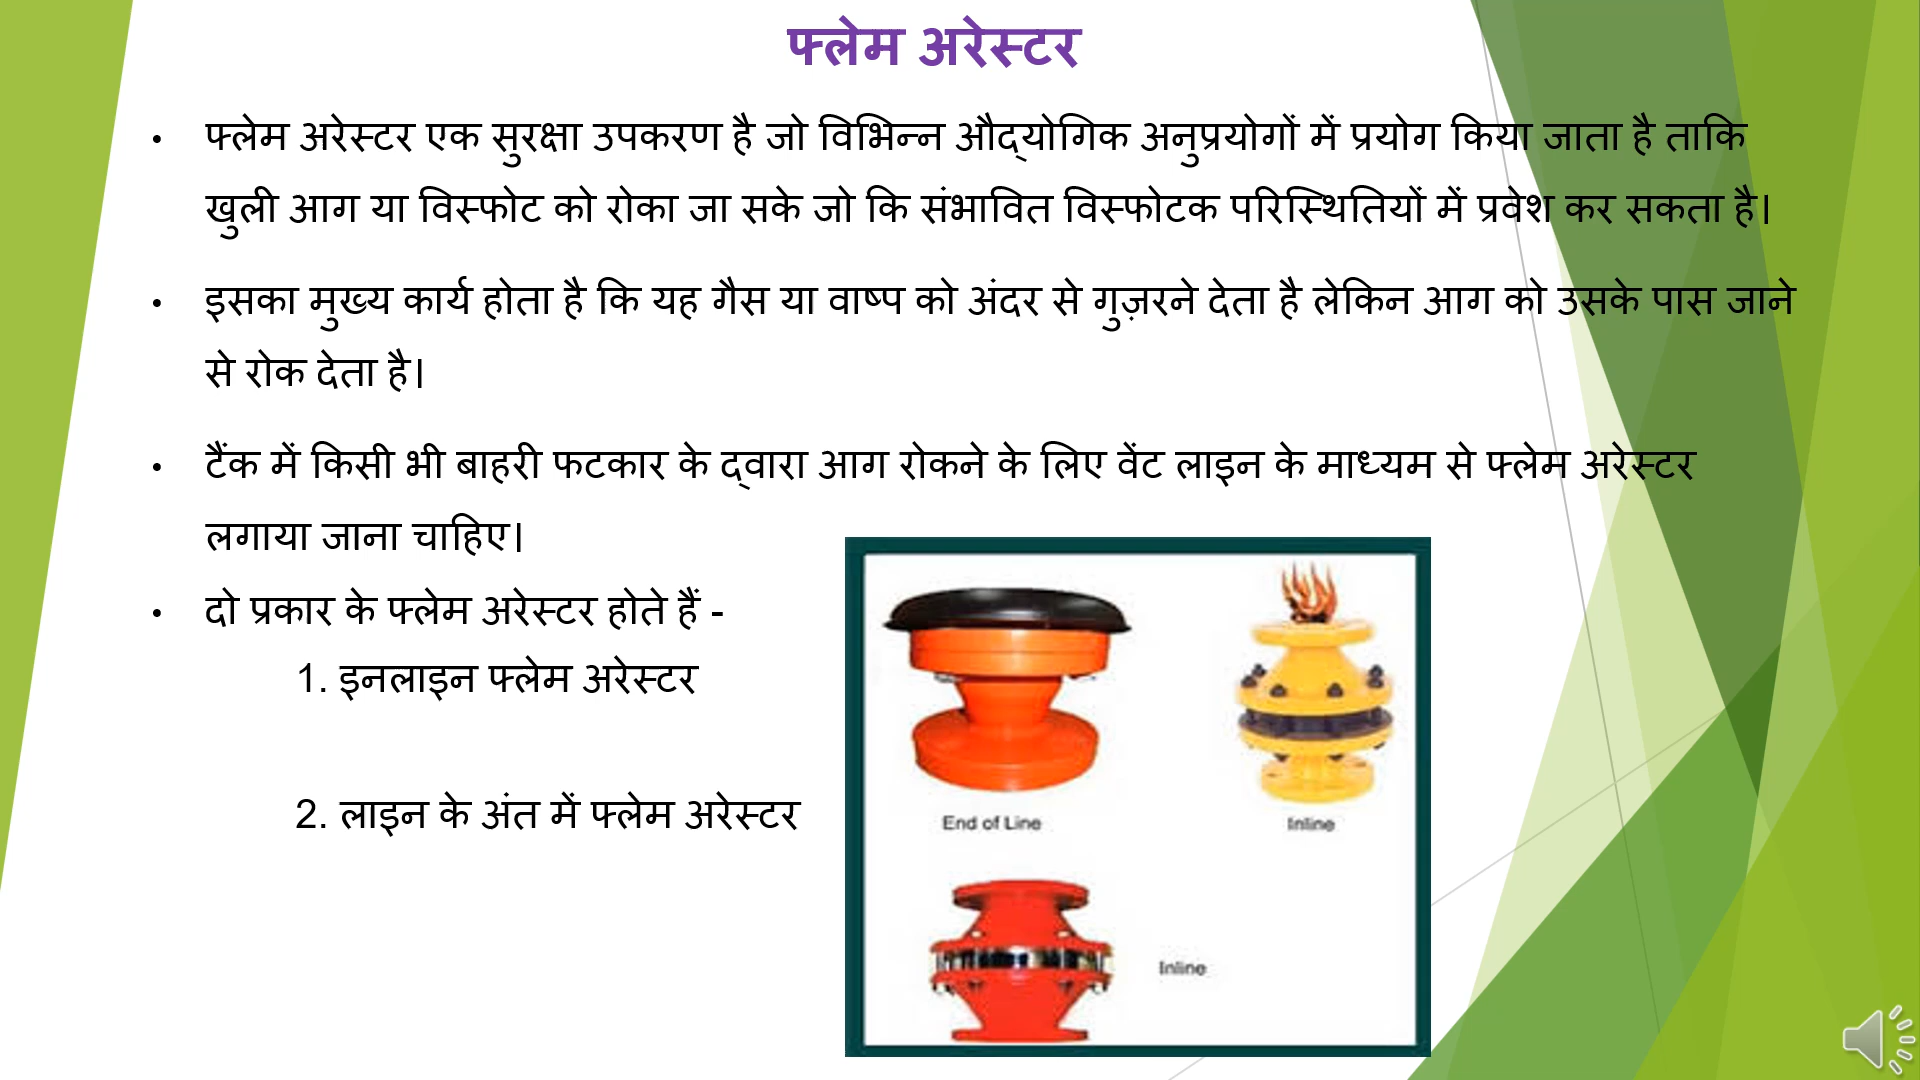 फ्लेम अरेस्टर
• फ्लेम अरेस्टर एक सुरक्षा उपकरण है जो विभिन्न औद्योगिक अनुप्रयोगों में प्रयोग किया जाता है ताकि
खुली आग या विस्फोट को रोका जा सके जो कि संभावित विस्फोटक परिस्थितियों में प्रवेश कर सकता है।
• इसका मुख्य कार्य होता है कि यह गैस या वाष्प को अंदर से गुज़रने देता है लेकिन आग को उसके पास जाने
से रोक देता है।
• टैंक में किसी भी बाहरी फटकार के द्वारा आग रोकने के लिए वेंट लाइन के माध्यम से फ्लेम अरेस्टर
लगाया जाना चाहिए।
• दो प्रकार के फ्लेम अरेस्टर होते हैं -
1. इनलाइन फ्लेम अरेस्टर
2. लाइन के अंत में फ्लेम अरेस्टर
End of Line
Inline
Inline